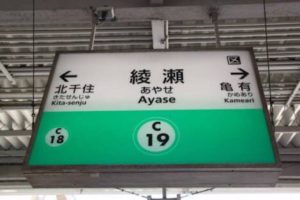 綾瀬
あやせ
Ayase
← 北千住
きたせんじゅ
Kita-senju
→ 亀有
かめあり
Kameari
C
18
C
19